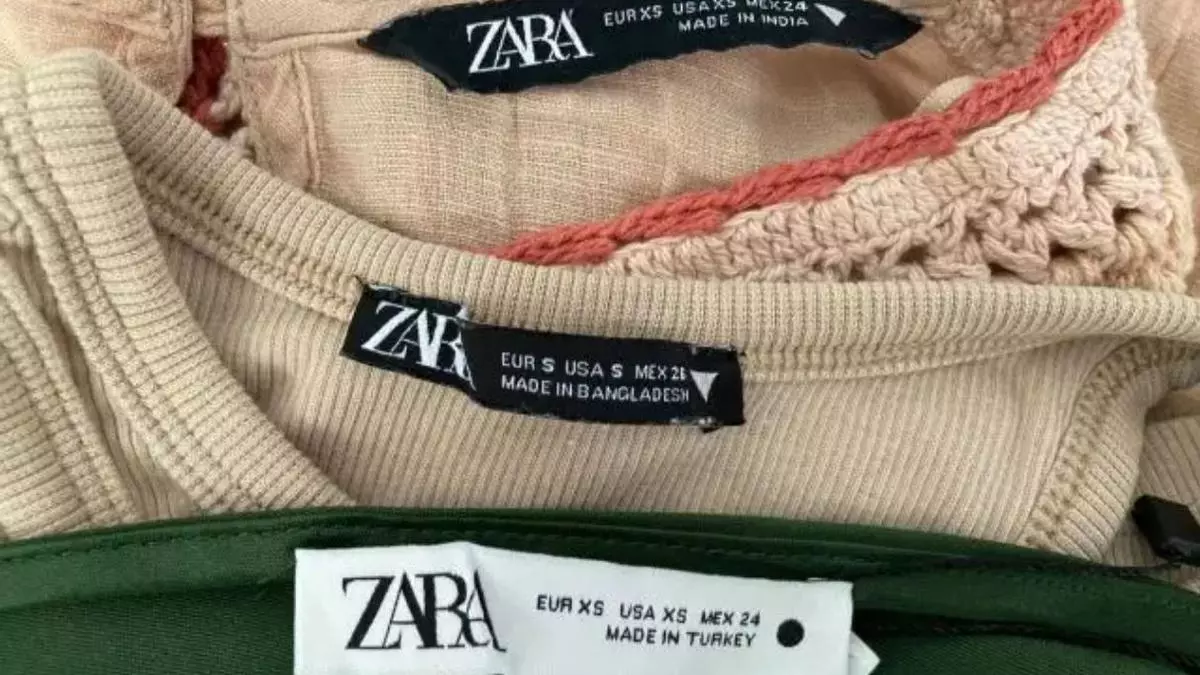 ZARA
EUR XS USA XS MEX 24
MADE IN INDIA
ZARA
EUR S USA S MEX 26
MADE IN BANGLADESH
ZARA
EUR XS USA XS MEX 24
MADE IN TURKEY